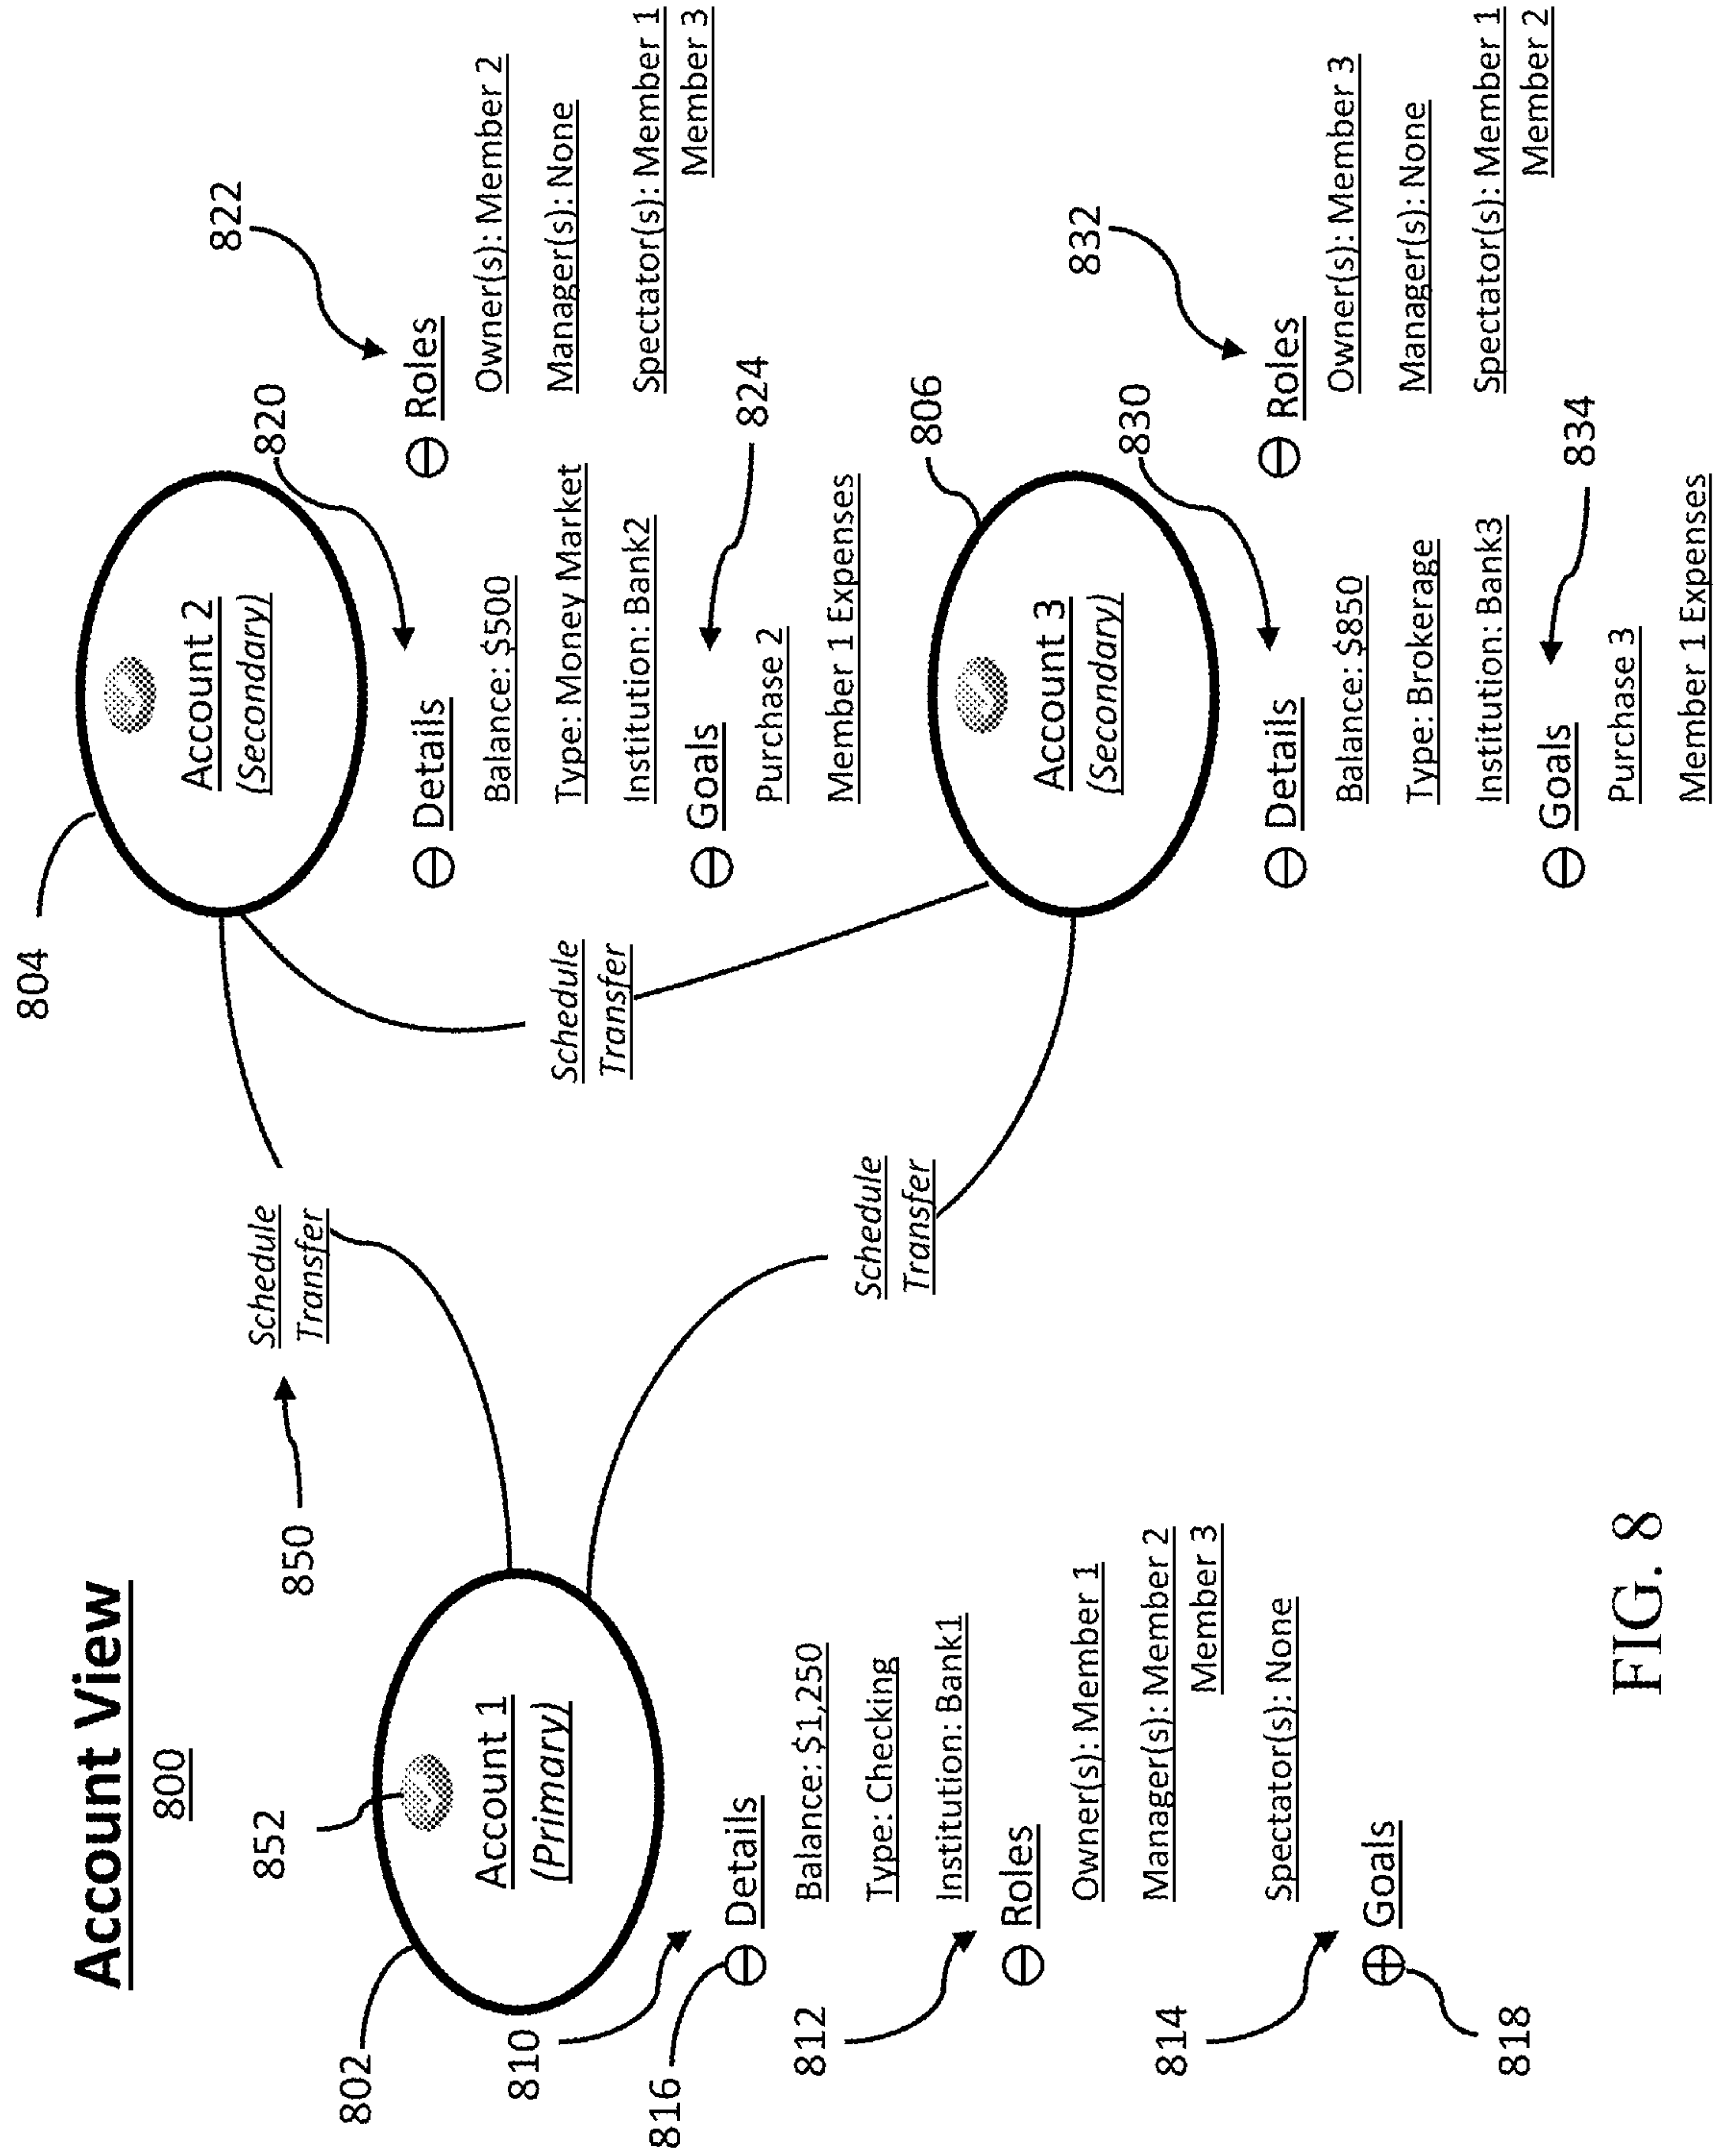 Account View
800
852
802
Account 1
(Primary)
810
816
Details
Balance: $1,250
Type: Checking
Institution: Bank1
812
Roles
Owner(s): Member 1
Manager(s): Member 2
Member 3
Spectator(s): None
814
Goals
818
850
Schedule
Transfer
Schedule
Transfer
Schedule
Transfer
804
Account 2
(Secondary)
820
Details
Balance: $500
Type: Money Market
Institution: Bank2
824
Goals
Purchase 2
Member 1 Expenses
822
Roles
Owner(s): Member 2
Manager(s): None
Spectator(s): Member 1
Member 3
806
Account 3
(Secondary)
830
Details
Balance: $850
Type: Brokerage
Institution: Bank3
834
Goals
Purchase 3
Member 1 Expenses
832
Roles
Owner(s): Member 3
Manager(s): None
Spectator(s): Member 1
Member 2
FIG. 8